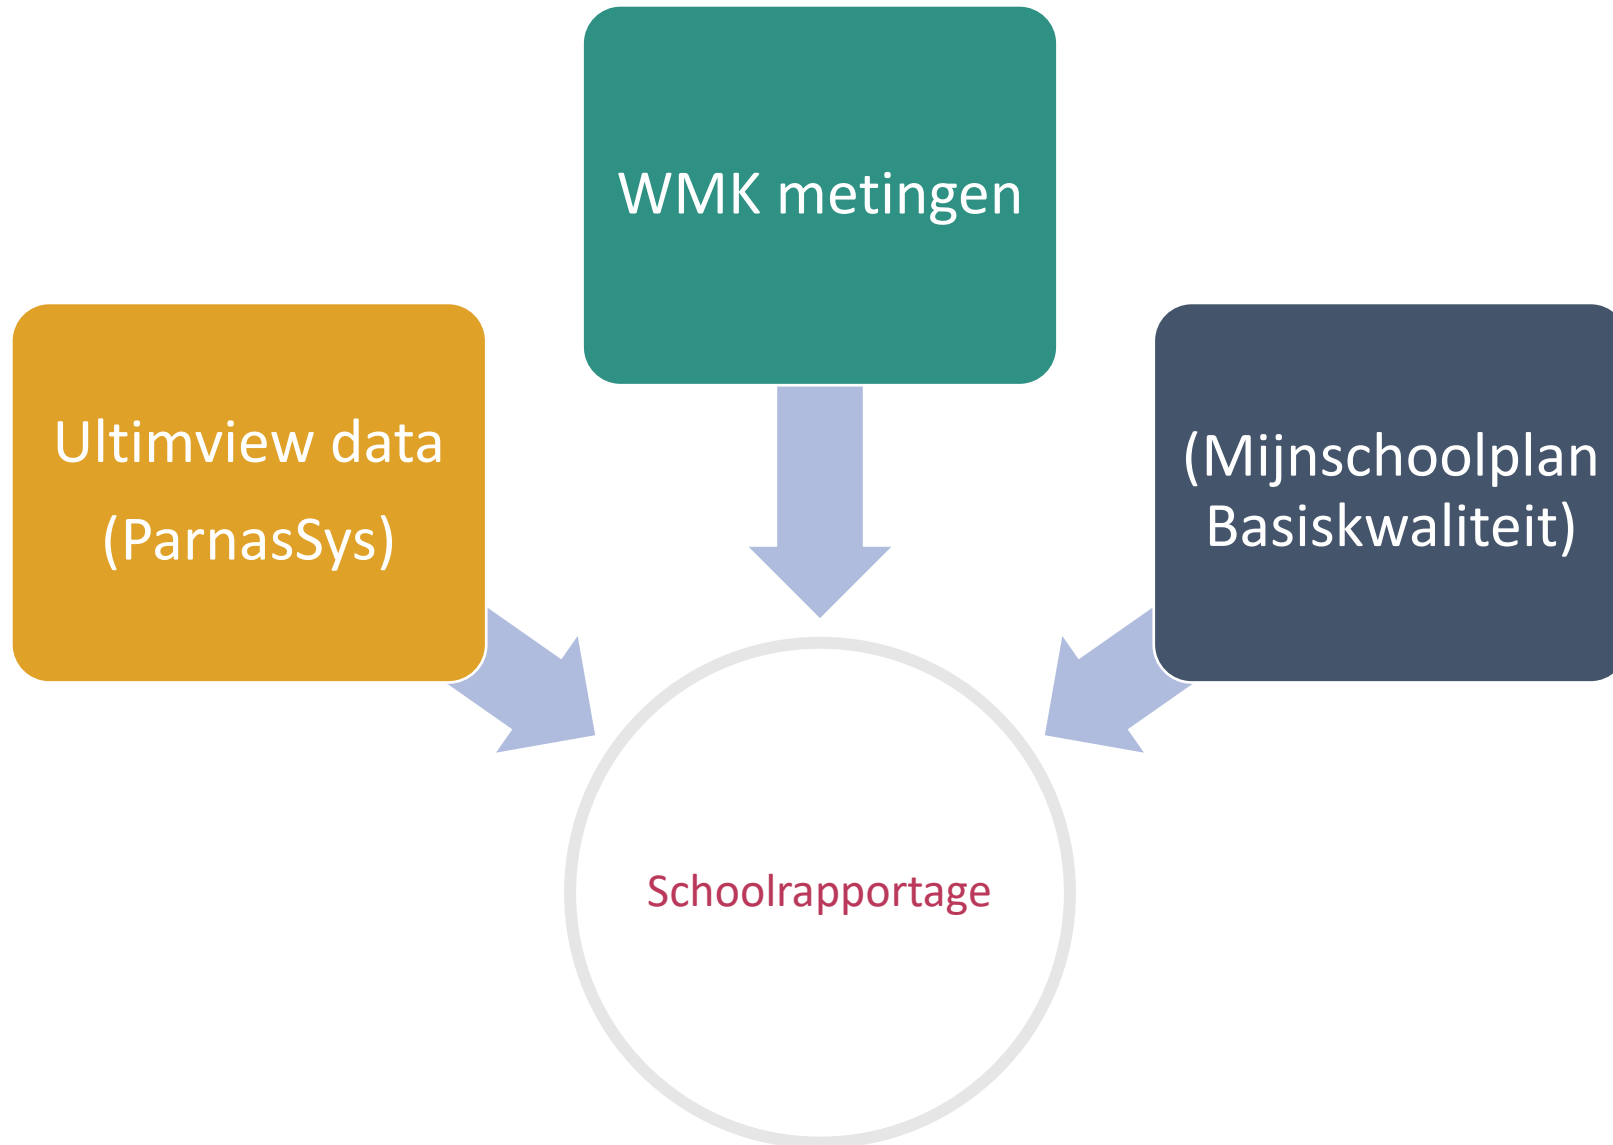 WMK metingen
Ultimview data
(ParnasSys)
(Mijnschoolplan
Basiskwaliteit)
Schoolrapportage